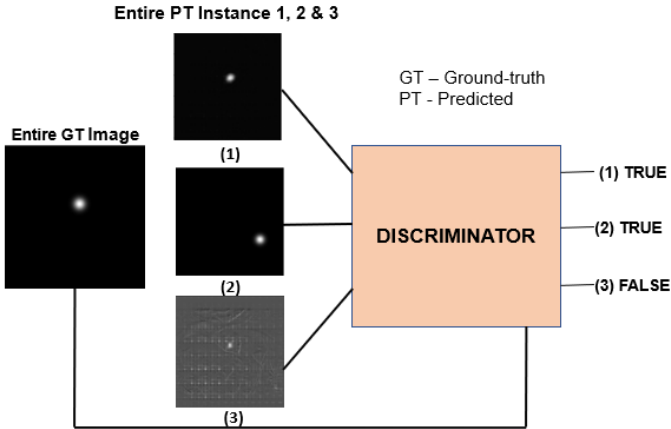 Entire PT Instance 1, 2 & 3
GT – Ground-truth
PT - Predicted
Entire GT Image
(1)
(2)
(3)
DISCRIMINATOR
(1) TRUE
(2) TRUE
(3) FALSE